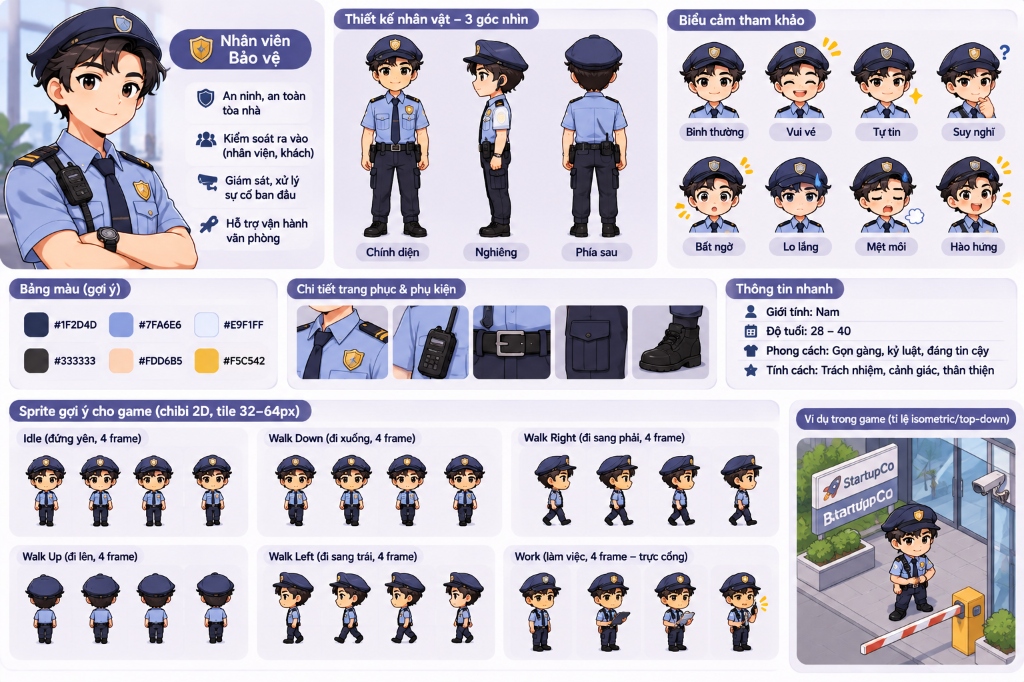 Nhân viên
Bảo vệ
An ninh, an toàn
tòa nhà
Kiểm soát ra vào
(nhân viên, khách)
Giám sát, xử lý
sự cố ban đầu
Hỗ trợ vận hành
văn phòng
Thiết kế nhân vật – 3 góc nhìn
Chính diện
Nghiêng
Phía sau
Biểu cảm tham khảo
?
Bình thường
Vui vẻ
Tự tin
Suy nghĩ
Bất ngờ
Lo lắng
Mệt mỏi
Hào hứng
Bảng màu (gợi ý)
#1F2D4D
#7FA6E6
#E9F1FF
#333333
#FDD6B5
#F5C542
Chi tiết trang phục & phụ kiện
Thông tin nhanh
Giới tính: Nam
Độ tuổi: 28 – 40
Phong cách: Gọn gàng, kỷ luật, đáng tin cậy
Tính cách: Trách nhiệm, cảnh giác, thân thiện
Sprite gợi ý cho game (chibi 2D, tile 32–64px)
Idle (đứng yên, 4 frame)
Walk Down (đi xuống, 4 frame)
Walk Right (đi sang phải, 4 frame)
Walk Up (đi lên, 4 frame)
Walk Left (đi sang trái, 4 frame)
Work (làm việc, 4 frame – trực cổng)
Ví dụ trong game (tỉ lệ isometric/top-down)
StartupCo